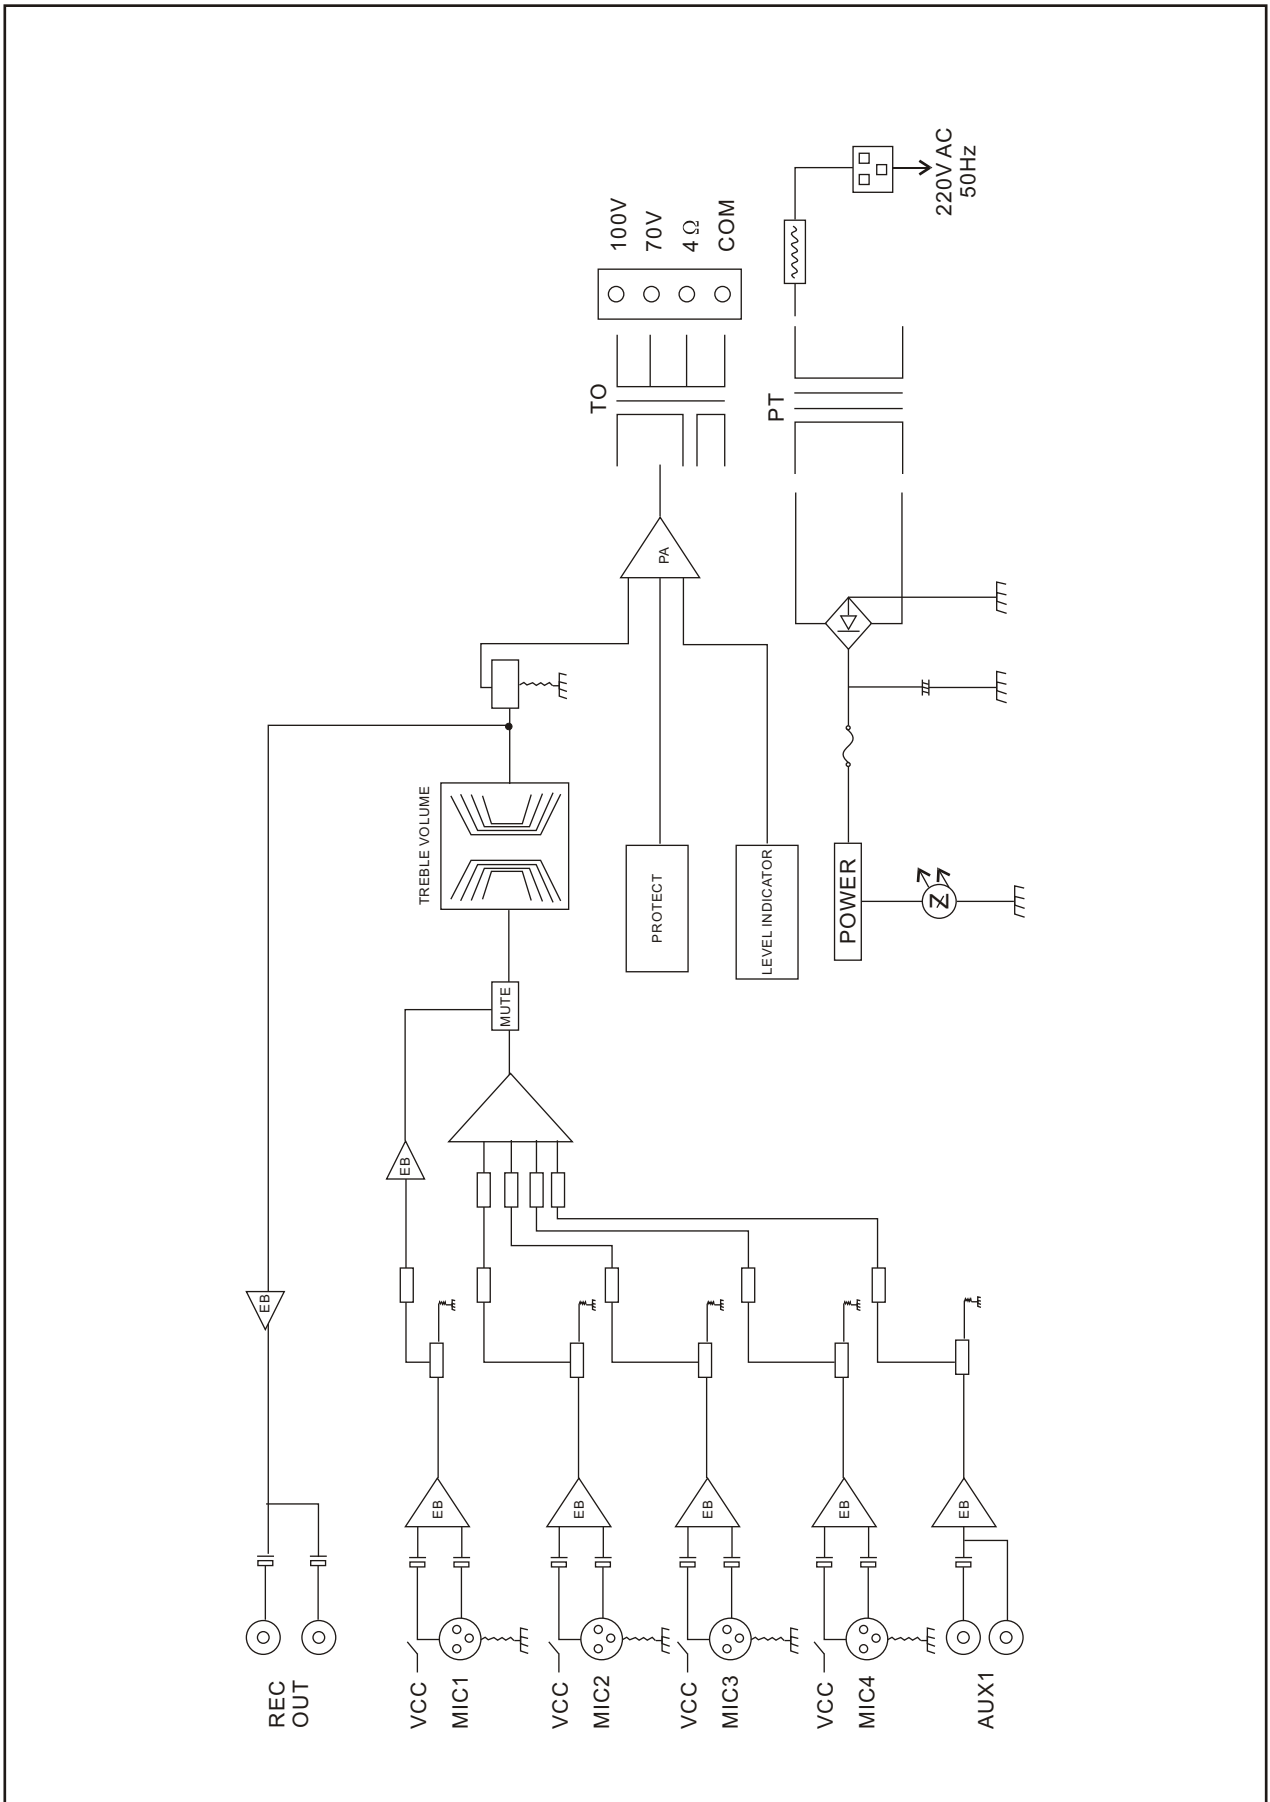 REC
OUT
VCC
MIC1
VCC
MIC2
VCC
MIC3
VCC
MIC4
AUX1
EB
EB
EB
EB
EB
EB
EB
MUTE
TREBLE VOLUME
PROTECT
LEVEL INDICATOR
POWER
PA
TO
PT
100V
70V
4 Ω
COM
220V AC
50Hz